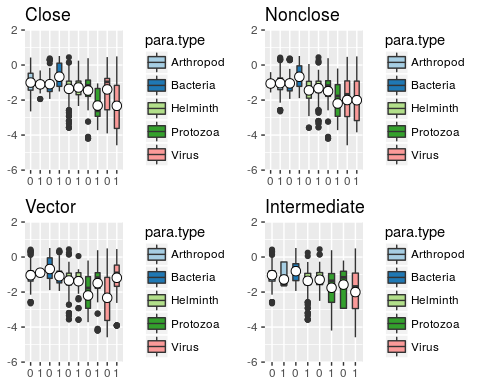 Close
2
0
-2
-4
-6
0 1 0 1 0 1 0 1 0 1
para.type
Arthropod
Bacteria
Helminth
Protozoa
Virus
Nonclose
2
0
-2
-4
-6
0 1 0 1 0 1 0 1 0 1
para.type
Arthropod
Bacteria
Helminth
Protozoa
Virus
Vector
2
0
-2
-4
-6
0 1 0 1 0 1 0 1 0 1
para.type
Arthropod
Bacteria
Helminth
Protozoa
Virus
Intermediate
2
0
-2
-4
-6
0 1 0 0 1 0 1 0
para.type
Arthropod
Bacteria
Helminth
Protozoa
Virus